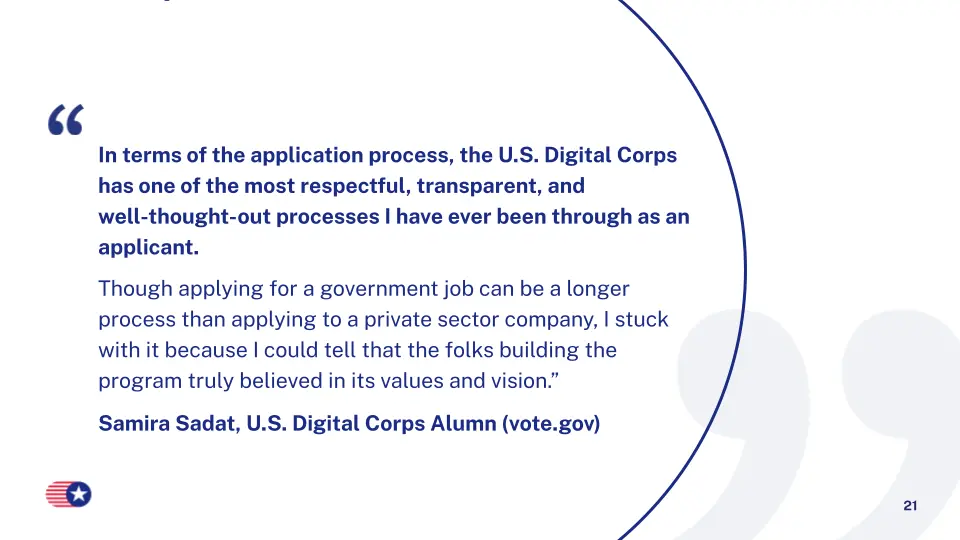 “
In terms of the application process, the U.S. Digital Corps
has one of the most respectful, transparent, and
well-thought-out processes I have ever been through as an
applicant.
Though applying for a government job can be a longer
process than applying to a private sector company, I stuck
with it because I could tell that the folks building the
program truly believed in its values and vision.”
Samira Sadat, U.S. Digital Corps Alumn (vote.gov)
21